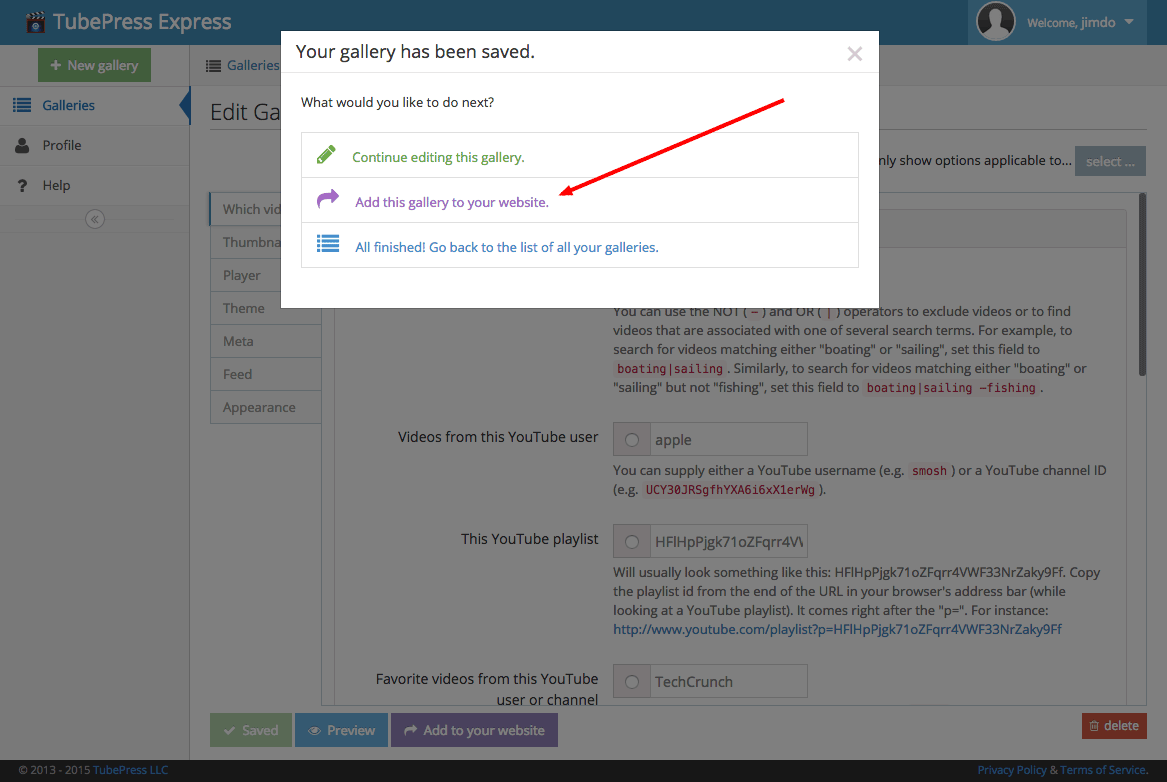 TubePress Express
Welcome, jimdo
New gallery
Galleries
Galleries
Profile
Help
Edit Ga
Your gallery has been saved.
×
What would you like to do next?
Continue editing this gallery.
Add this gallery to your website.
All finished! Go back to the list of all your galleries.
nly show options applicable to...
select ...
Which vid
Thumbna
Player
Theme
Meta
Feed
Appearance
You can use the NOT ( - ) and OR ( | ) operators to exclude videos or to find
videos that are associated with one of several search terms. For example, to
search for videos matching either "boating" or "sailing", set this field to
boating|sailing . Similarly, to search for videos matching either "boating" or
"sailing" but not "fishing", set this field to boating|sailing -fishing .
Videos from this YouTube user
apple
You can supply either a YouTube username (e.g. smosh ) or a YouTube channel ID
(e.g. UCY30JRSgfhYXA6i6xX1erWg ).
This YouTube playlist
HFlHpPjgk71oZFqrr4V
Will usually look something like this: HFlHpPjgk71oZFqrr4VWF33NrZaky9Ff. Copy
the playlist id from the end of the URL in your browser's address bar (while
looking at a YouTube playlist). It comes right after the "p=". For instance:
http://www.youtube.com/playlist?p=HFlHpPjgk71oZFqrr4VWF33NrZaky9Ff
Favorite videos from this YouTube
user or channel
TechCrunch
Saved
Preview
Add to your website
delete
© 2013 - 2015 TubePress LLC
Privacy Policy & Terms of Service.